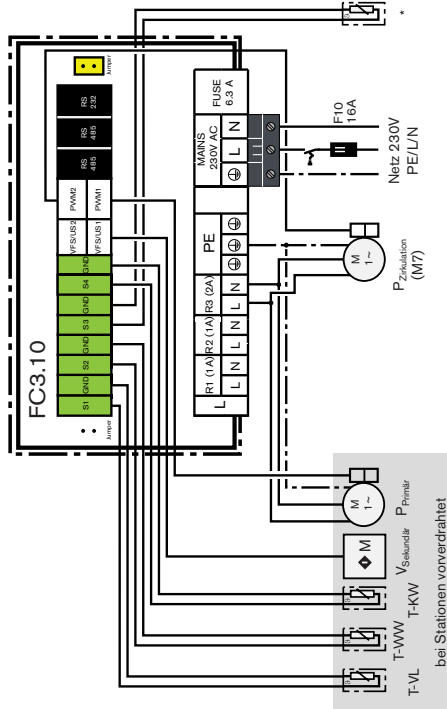 FC3.10
Jumper
S1
GND
S2
GND
S3
GND
S4
GND
VFS/US1
VFS/US2
PWM1
PWM2
RS
485
RS
485
RS
232
Jumper
L
R1 (1A)
L
N
R2 (1A)
L
N
R3 (2A)
L
N
PE
MAINS
230V AC
L
N
FUSE
6.3 A
F10
16A
Netz 230V
PE/L/N
*
M
1~
PZirkulation
(M7)
M
1~
PPrimär
M
VSekundär
T-KW
T-WW
T-VL
bei Stationen vorverdrahtet